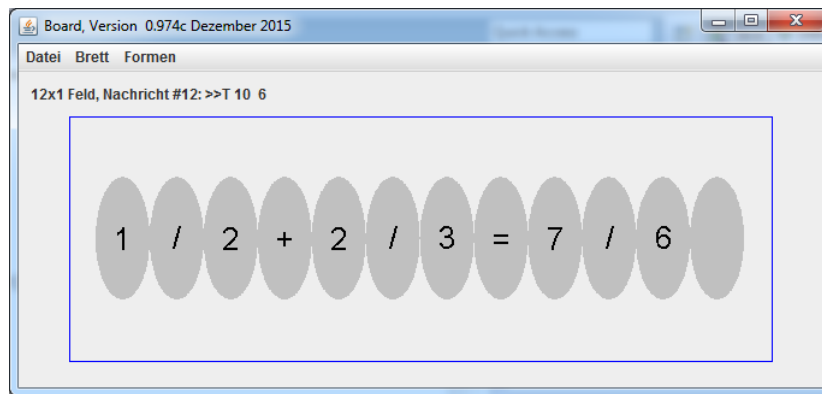 Board, Version 0.974c Dezember 2015
Datei Brett Formen
12x1 Feld, Nachricht #12: >>T 10 6
1 / 2 + 2 / 3 = 7 / 6